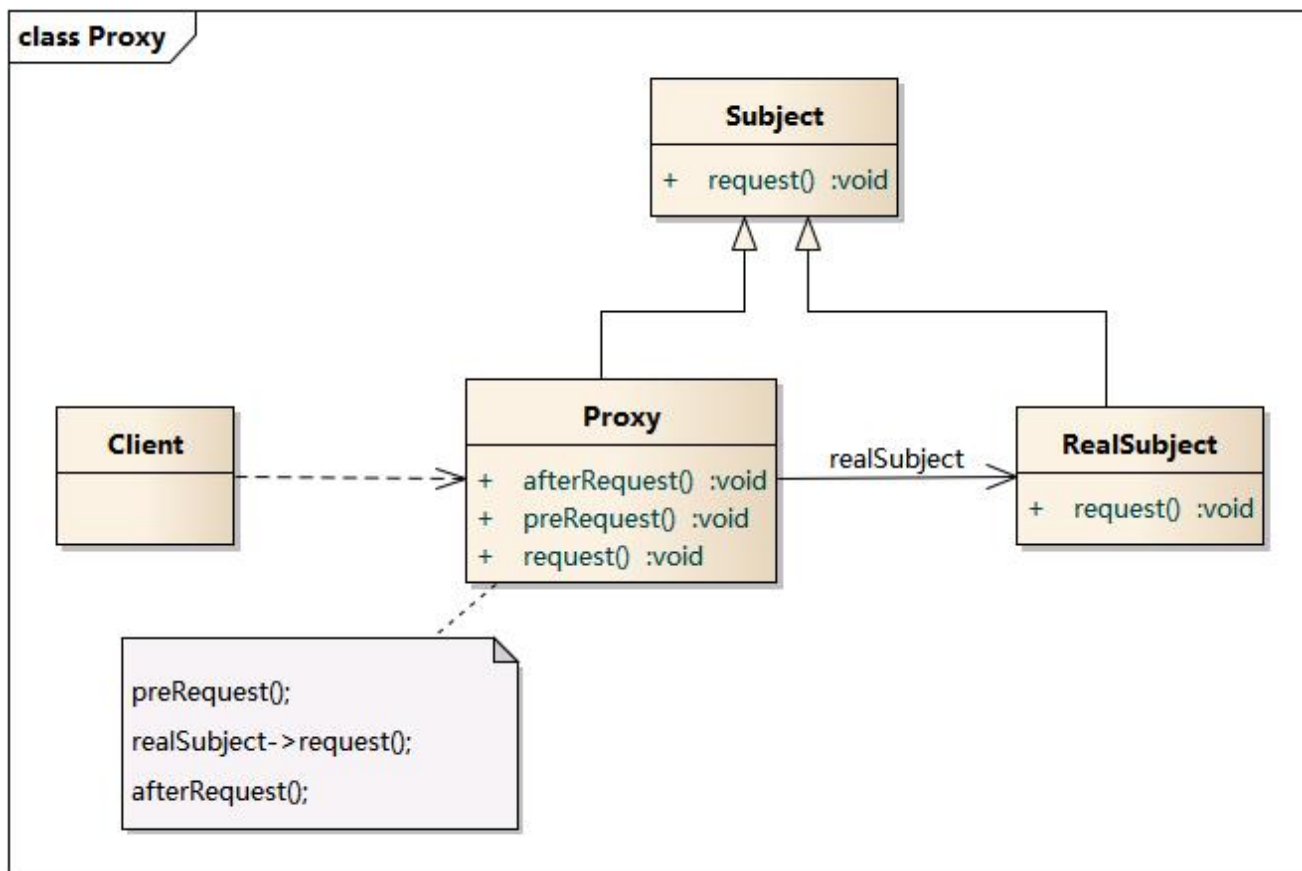 class Proxy
Subject
+ request() :void
Client
Proxy
+ afterRequest() :void
+ preRequest() :void
+ request() :void
realSubject
RealSubject
+ request() :void
preRequest();
realSubject->request();
afterRequest();